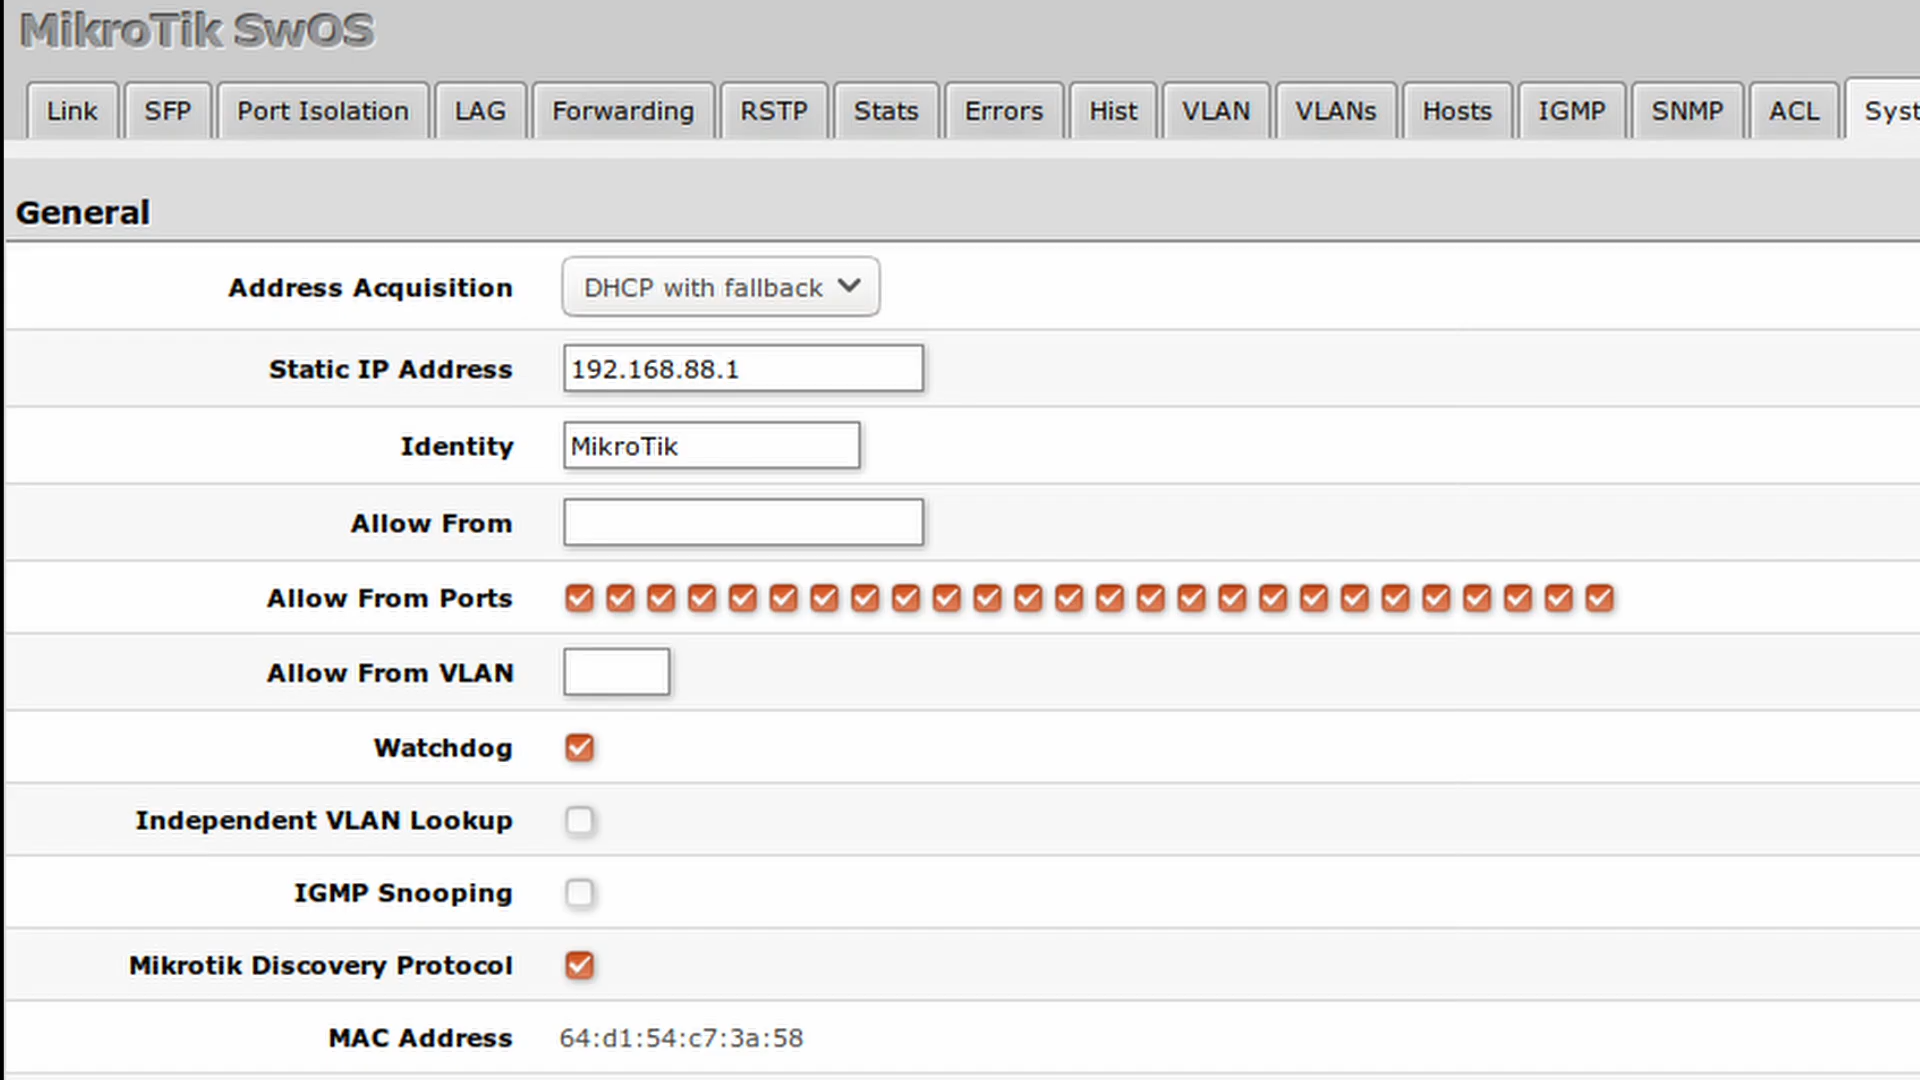 MikroTik SwOS
Link SFP Port Isolation LAG Forwarding RSTP Stats Errors Hist VLAN VLANs Hosts IGMP SNMP ACL Syst
General
Address Acquisition DHCP with fallback
Static IP Address 192.168.88.1
Identity MikroTik
Allow From
Allow From Ports
Allow From VLAN
Watchdog
Independent VLAN Lookup
IGMP Snooping
Mikrotik Discovery Protocol
MAC Address 64:d1:54:c7:3a:58